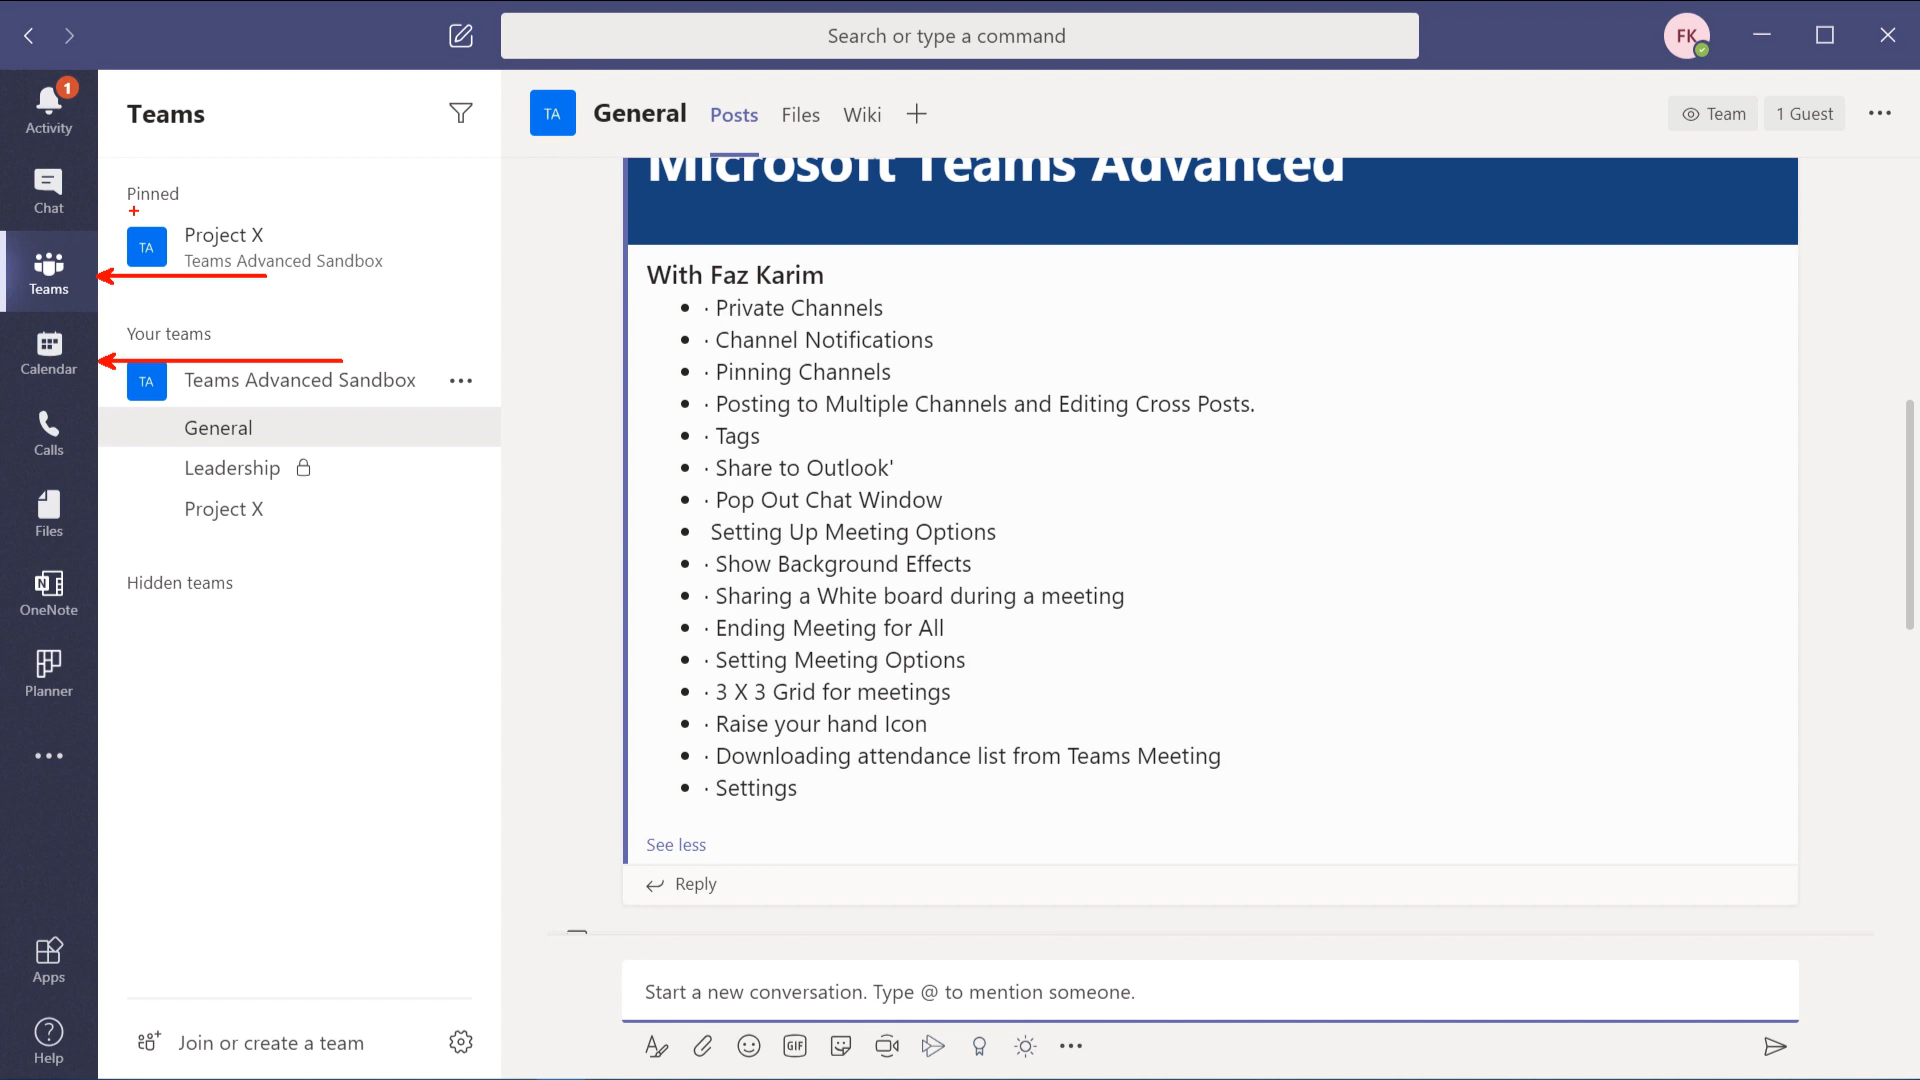 Search or type a command
FK
1
Activity
Chat
Teams
Calendar
Calls
Files
OneNote
Planner
Apps
Help
Teams
Pinned
TA
Project X
Teams Advanced Sandbox
Your teams
TA
Teams Advanced Sandbox
General
Leadership
Project X
Hidden teams
Join or create a team
TA
General
Posts
Files
Wiki
Team
1 Guest
Microsoft Teams Advanced
With Faz Karim
• · Private Channels
• · Channel Notifications
• · Pinning Channels
• · Posting to Multiple Channels and Editing Cross Posts.
• · Tags
• · Share to Outlook'
• · Pop Out Chat Window
• Setting Up Meeting Options
• · Show Background Effects
• · Sharing a White board during a meeting
• · Ending Meeting for All
• · Setting Meeting Options
• · 3 X 3 Grid for meetings
• · Raise your hand Icon
• · Downloading attendance list from Teams Meeting
• · Settings
See less
Reply
Start a new conversation. Type @ to mention someone.
GIF